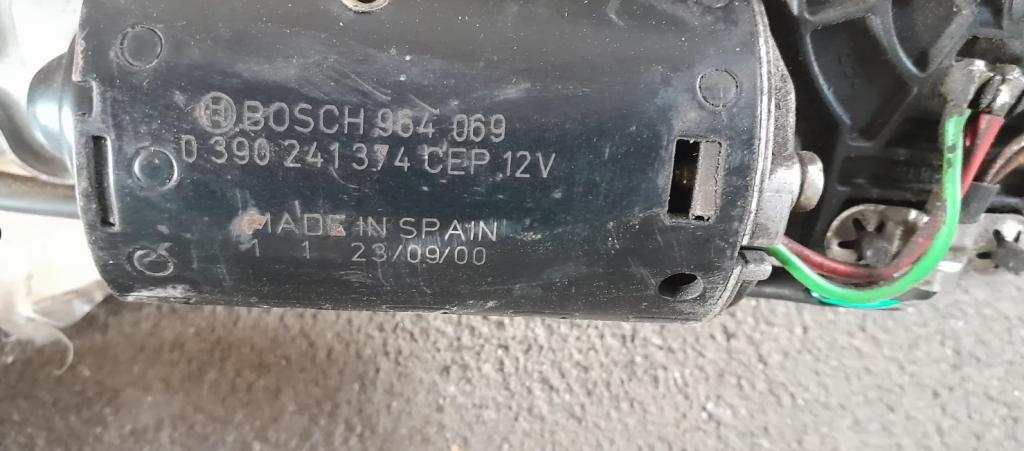 BOSCH 964 069
0 390 241 374 CEP 12V
MADE IN SPAIN
1 1 23/09/00